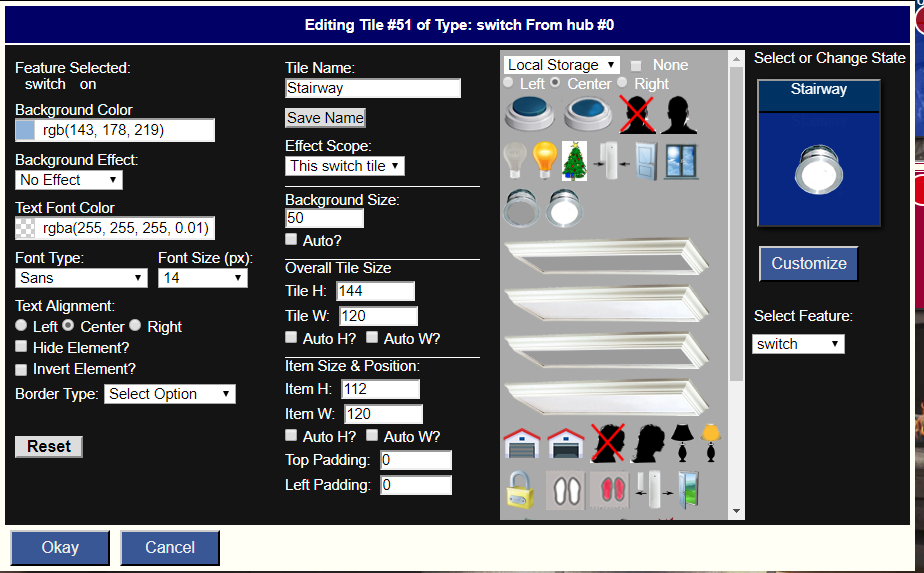 Editing Tile #51 of Type: switch From hub #0
Feature Selected:
switch on
Background Color
rgb(143, 178, 219)
Background Effect:
No Effect
Text Font Color
rgba(255, 255, 255, 0.01)
Font Type:
Font Size (px):
Sans
14
Text Alignment:
Left Center Right
Hide Element?
Invert Element?
Border Type: Select Option
Reset
Tile Name:
Stairway
Save Name
Effect Scope:
This switch tile
Background Size:
50
Auto?
Overall Tile Size
Tile H: 144
Tile W: 120
Auto H? Auto W?
Item Size & Position:
Item H: 112
Item W: 120
Auto H? Auto W?
Top Padding: 0
Left Padding: 0
Local Storage None
Left Center Right
Select or Change State
Stairway
Customize
Select Feature:
switch
Okay
Cancel